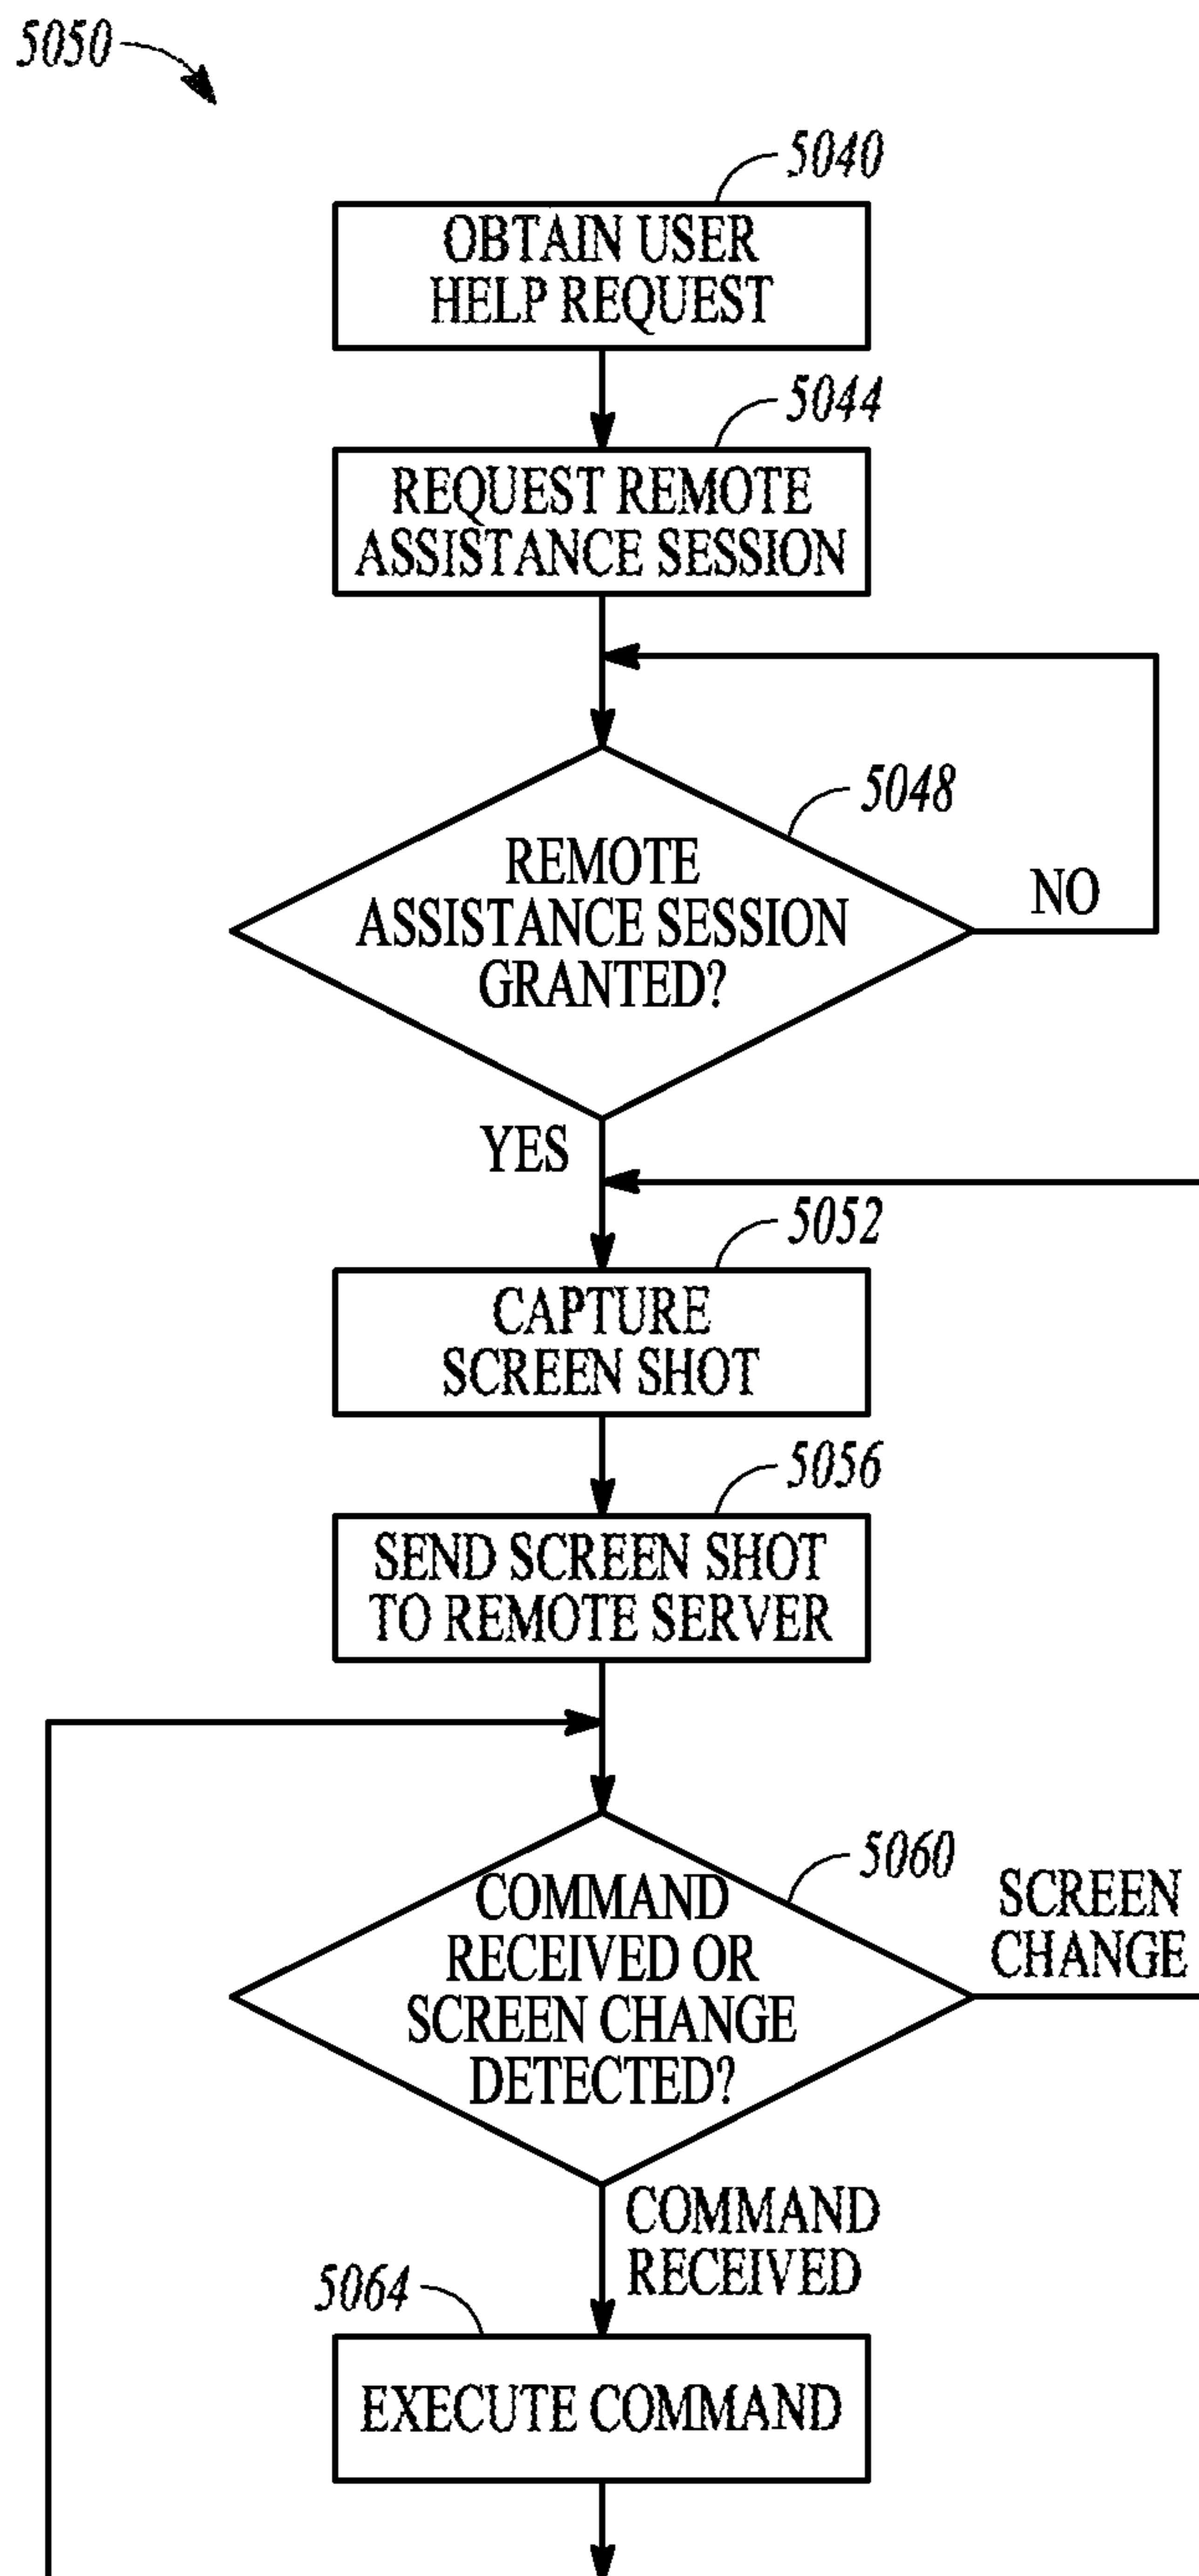 5050
5040
OBTAIN USER
HELP REQUEST
5044
REQUEST REMOTE
ASSISTANCE SESSION
5048
REMOTE
ASSISTANCE SESSION
GRANTED?
NO
YES
5052
CAPTURE
SCREEN SHOT
5056
SEND SCREEN SHOT
TO REMOTE SERVER
5060
COMMAND
RECEIVED OR
SCREEN CHANGE
DETECTED?
SCREEN
CHANGE
COMMAND
RECEIVED
5064
EXECUTE COMMAND